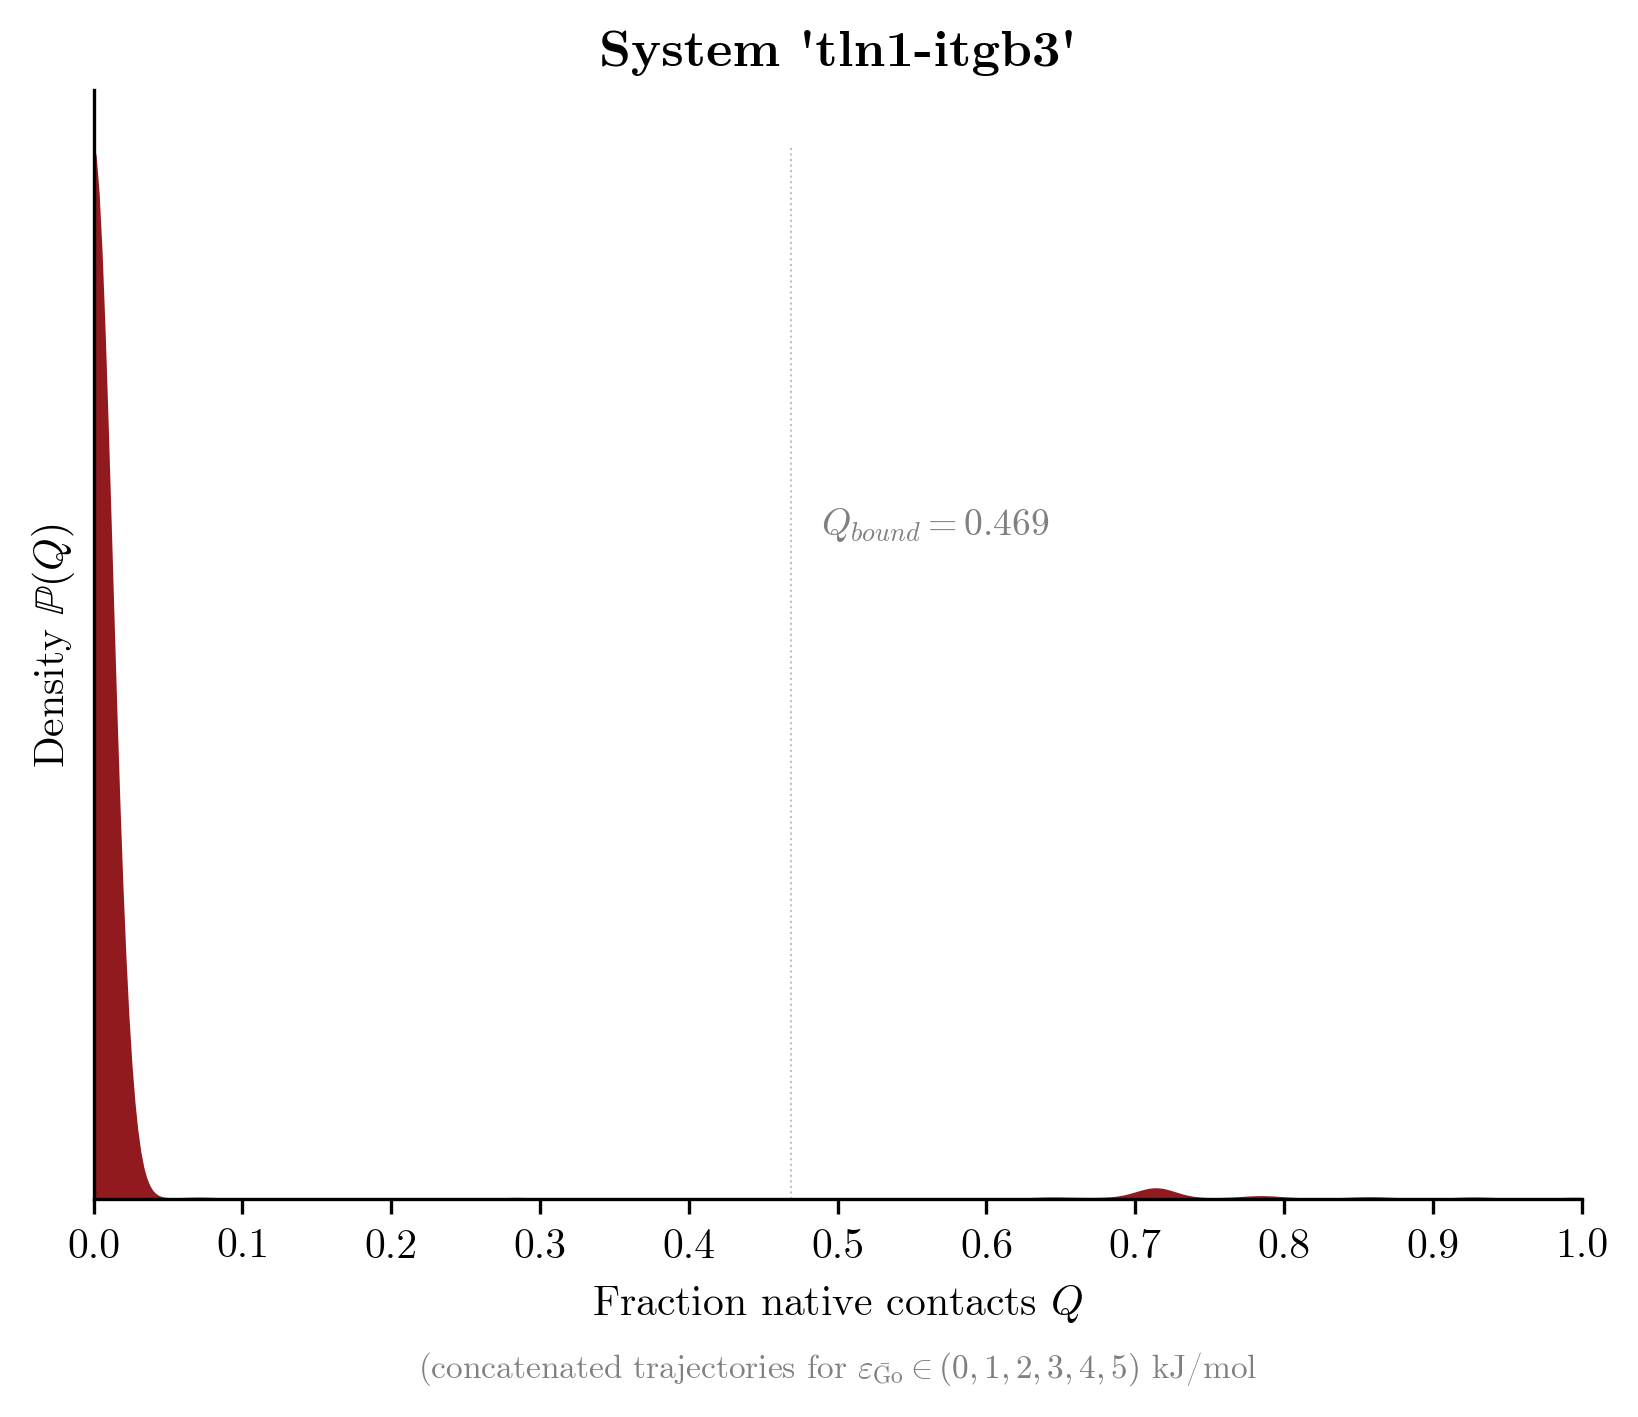 System 'tln1-itgb3'
Density ℙ(Q)
Q_bound = 0.469
0.0 0.1 0.2 0.3 0.4 0.5 0.6 0.7 0.8 0.9 1.0
Fraction native contacts Q
(concatenated trajectories for ε_Ḡo ∈ (0, 1, 2, 3, 4, 5) kJ/mol